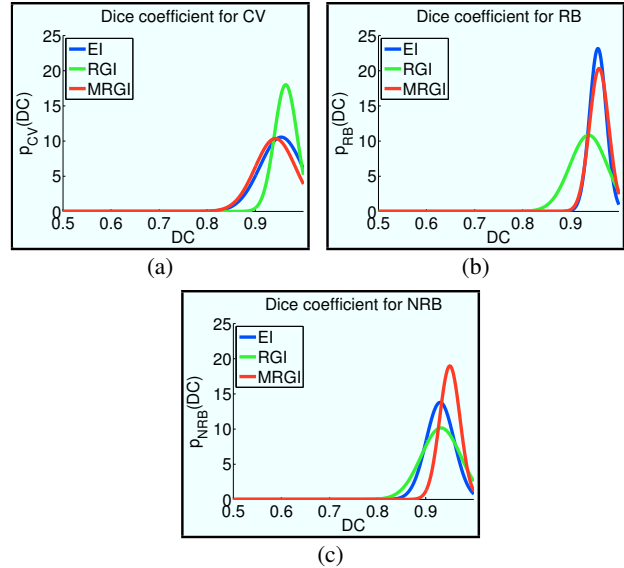 Dice coefficient for CV
25
20
15
10
5
0
p_CV(DC)
EI
RGI
MRGI
0.5 0.6 0.7 0.8 0.9
DC
(a)
Dice coefficient for RB
25
20
15
10
5
0
p_RB(DC)
EI
RGI
MRGI
0.5 0.6 0.7 0.8 0.9 1
DC
(b)
Dice coefficient for NRB
25
20
15
10
5
0
p_NRB(DC)
EI
RGI
MRGI
0.5 0.6 0.7 0.8 0.9
DC
(c)